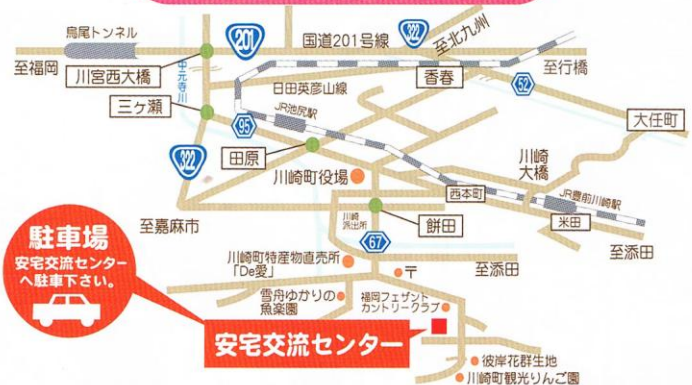 烏尾トンネル
201
国道201号線
322
至北九州
至福岡
川宮西大橋
中元寺川
香春
至行橋
日田英彦山線
52
三ヶ瀬
JR池尻駅
95
大任町
322
田原
川崎町役場
川崎
大橋
西本町
JR豊前川崎駅
米田
至嘉麻市
川崎
派出所
餅田
67
至添田
至添田
駐車場
安宅交流センター
へ駐車下さい。
川崎町特産物直売所
「De愛」
〒
雪舟ゆかりの
魚楽園
福岡フェザント
カントリークラブ
安宅交流センター
彼岸花群生地
川崎町観光りんご園